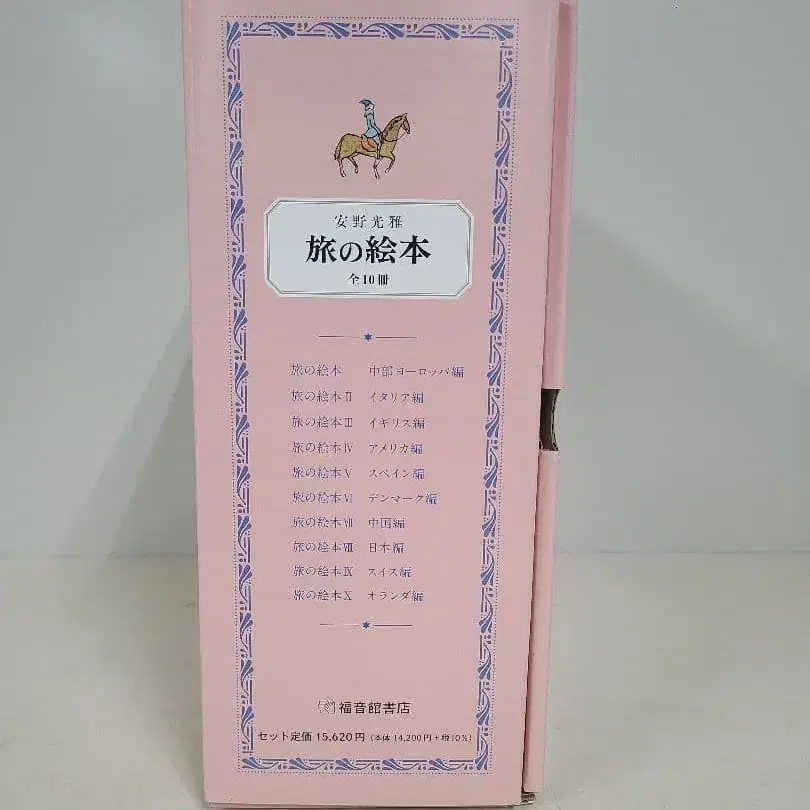 安野光雅
旅の絵本
全10冊
旅の絵本 中部ヨーロッパ編
旅の絵本Ⅱ イタリア編
旅の絵本Ⅲ イギリス編
旅の絵本Ⅳ アメリカ編
旅の絵本Ⅴ スペイン編
旅の絵本Ⅵ デンマーク編
旅の絵本Ⅶ 中国編
旅の絵本Ⅷ 日本編
旅の絵本Ⅸ スイス編
旅の絵本Ⅹ オランダ編
福音館書店
セット定価 15,620円（本体 14,200円+税10%）